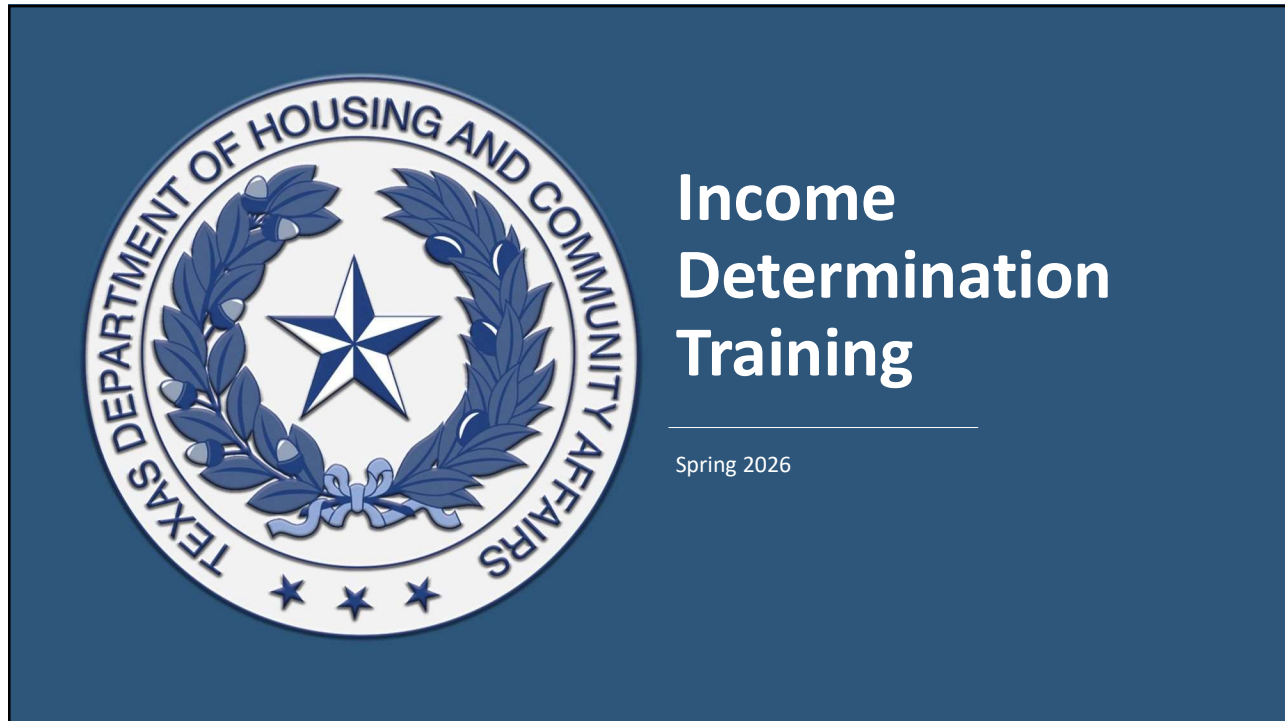 TEXAS DEPARTMENT OF HOUSING AND COMMUNITY AFFAIRS
Income
Determination
Training
Spring 2026